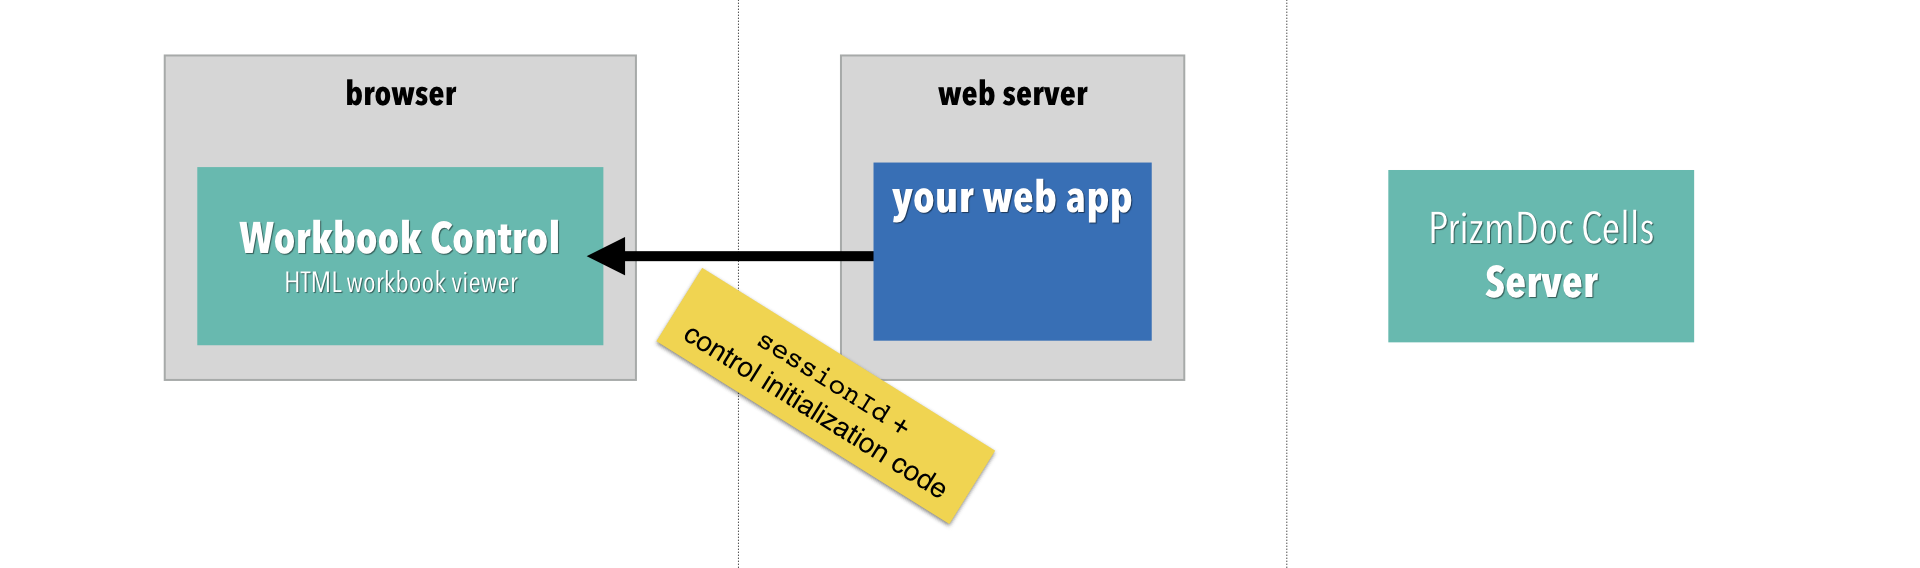 browser
Workbook Control
HTML workbook viewer
web server
your web app
sessionId +
control initialization code
PrizmDoc Cells
Server